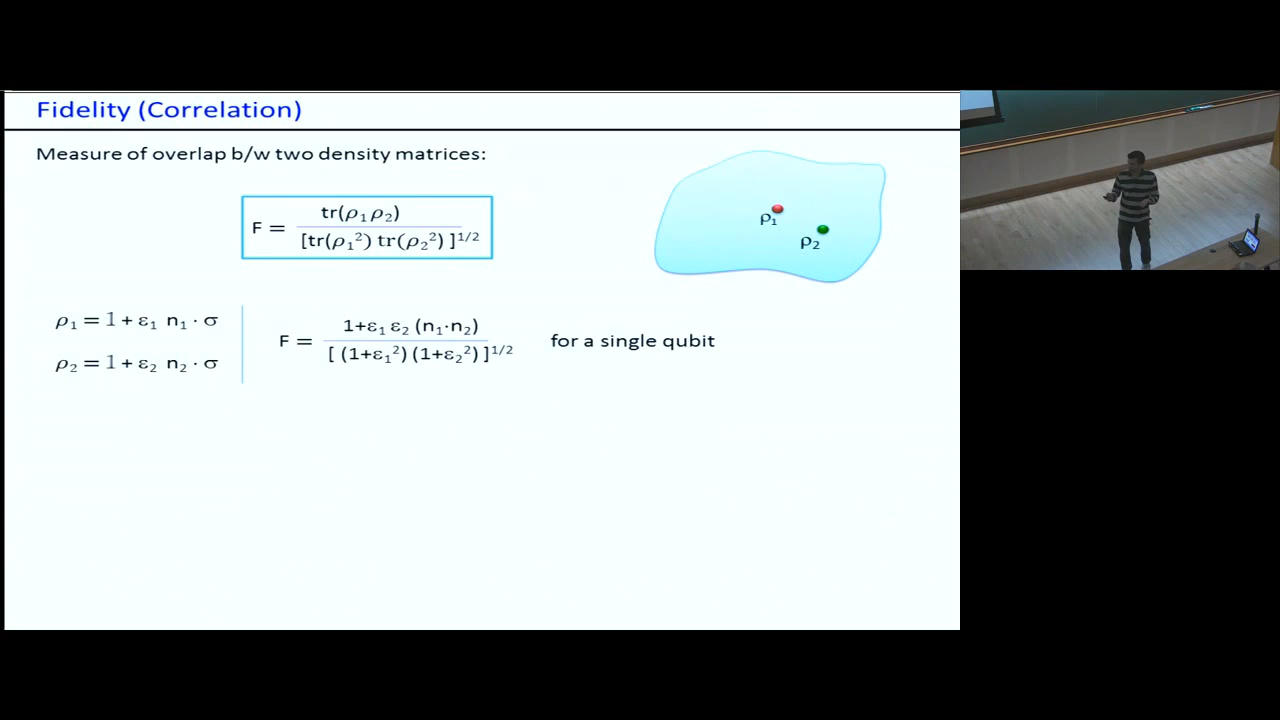 Fidelity (Correlation)
Measure of overlap b/w two density matrices:
F = tr(ρ₁ρ₂) / [tr(ρ₁²) tr(ρ₂²) ]^1/2
ρ₁
ρ₂
ρ₁ = 1 + ε₁ n₁ · σ
ρ₂ = 1 + ε₂ n₂ · σ
F = 1+ε₁ ε₂ (n₁·n₂) / [ (1+ε₁²) (1+ε₂²) ]^1/2 for a single qubit